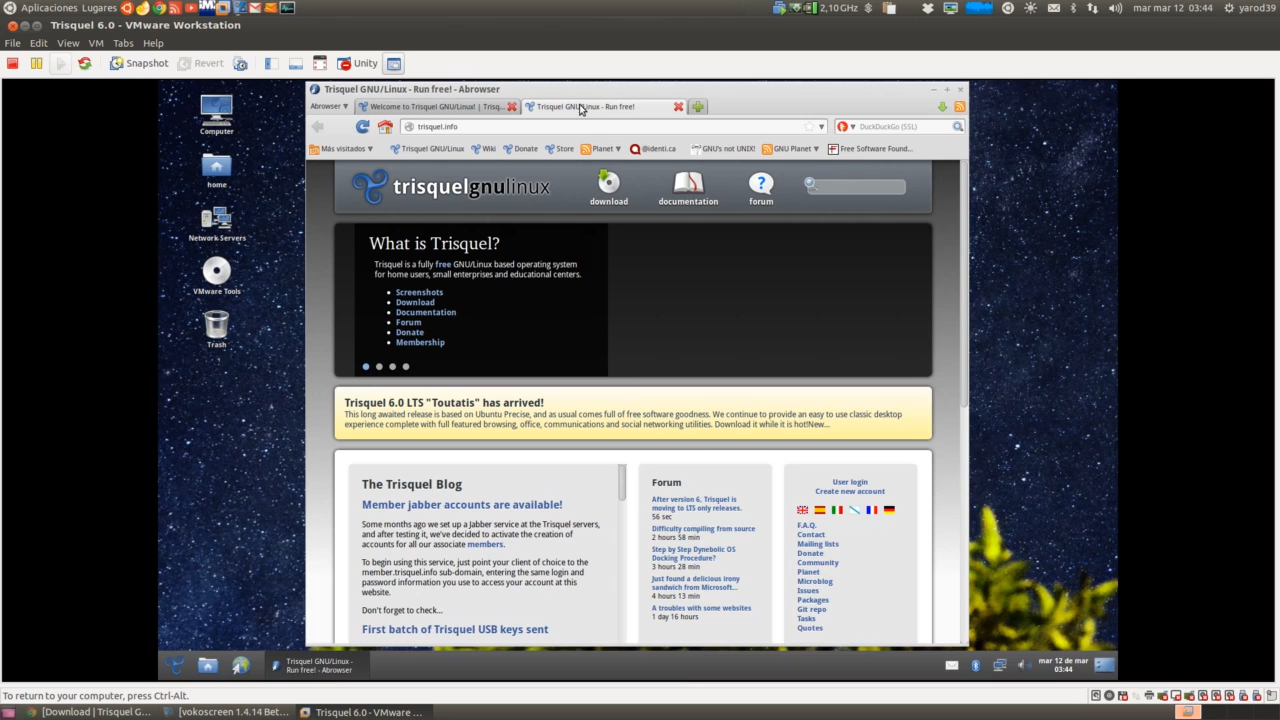 Aplicaciones Lugares
2,10GHz
mar mar 12 03:44
yarod39
Trisquel 6.0 - VMware Workstation
File Edit View VM Tabs Help
Snapshot Revert Unity
Computer
home
Network Servers
VMware Tools
Trash
Trisquel GNU/Linux - Run free! - Abrowser
Abrowser
Welcome to Trisquel GNU/Linux! | Trisq...
Trisquel GNU/Linux - Run free!
trisquel.info
DuckDuckGo (SSL)
Más visitados
Trisquel GNU/Linux
Wiki
Donate
Store
Planet
@identi.ca
GNU's not UNIX!
GNU Planet
Free Software Found...
trisquelgnulinux
download
documentation
forum
What is Trisquel?
Trisquel is a fully free GNU/Linux based operating system
for home users, small enterprises and educational centers.
Screenshots
Download
Documentation
Forum
Donate
Membership
Trisquel 6.0 LTS "Toutatis" has arrived!
This long awaited release is based on Ubuntu Precise, and as usual comes full of free software goodness. We continue to provide an easy to use classic desktop
experience complete with full featured browsing, office, communications and social networking utilities. Download it while it is hot!New...
The Trisquel Blog
Member jabber accounts are available!
Some months ago we set up a Jabber service at the Trisquel servers,
and after testing it, we've decided to activate the creation of
accounts for all our associate members.
To begin using this service, just point your client of choice to the
member.trisquel.info sub-domain, entering the same login and
password information you use to access your account at this
website.
Don't forget to check...
First batch of Trisquel USB keys sent
Forum
After version 6, Trisquel is
moving to LTS only releases.
56 sec
Difficulty compiling from source
2 hours 58 min
Step by Step Dynebolic OS
Docking Procedure?
3 hours 28 min
Just found a delicious irony
sandwich from Microsoft...
4 hours 13 min
A troubles with some websites
1 day 16 hours
User login
Create new account
F.A.Q.
Contact
Mailing lists
Donate
Community
Planet
Microblog
Issues
Packages
Git repo
Tasks
Quotes
Trisquel GNU/Linux -
Run free! - Abrowser
mar 12 de mar
03:44
To return to your computer, press Ctrl-Alt.
[Download | Trisquel G...
[vokoscreen 1.4.14 Bet...
Trisquel 6.0 - VMware ...